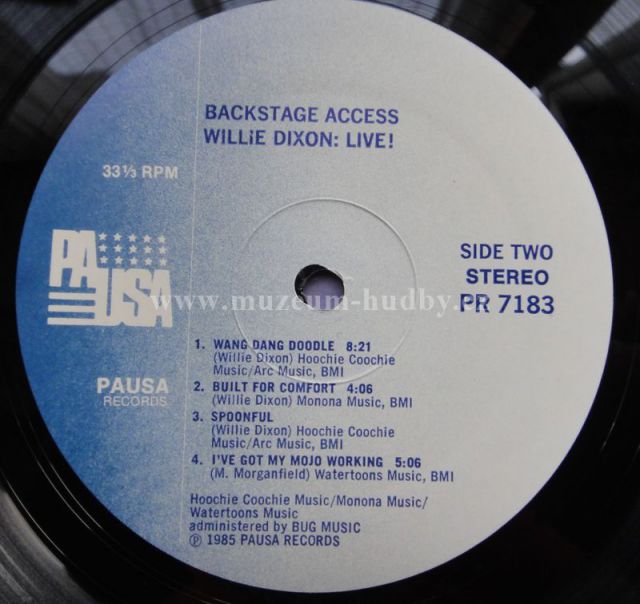 BACKSTAGE ACCESS
WILLiE DIXON: LIVE!
33⅓ RPM
PAUSA
SIDE TWO
STEREO
PR 7183
www.muzeum-hudby.
PAUSA
RECORDS
1. WANG DANG DOODLE 8:21
(Willie Dixon) Hoochie Coochie
Music/Arc Music, BMI
2. BUILT FOR COMFORT 4:06
(Willie Dixon) Monona Music, BMI
3. SPOONFUL
(Willie Dixon) Hoochie Coochie
Music/Arc Music, BMI
4. I'VE GOT MY MOJO WORKING 5:06
(M. Morganfield) Watertoons Music, BMI
Hoochie Coochie Music/Monona Music/
Watertoons Music
administered by BUG MUSIC
℗ 1985 PAUSA RECORDS